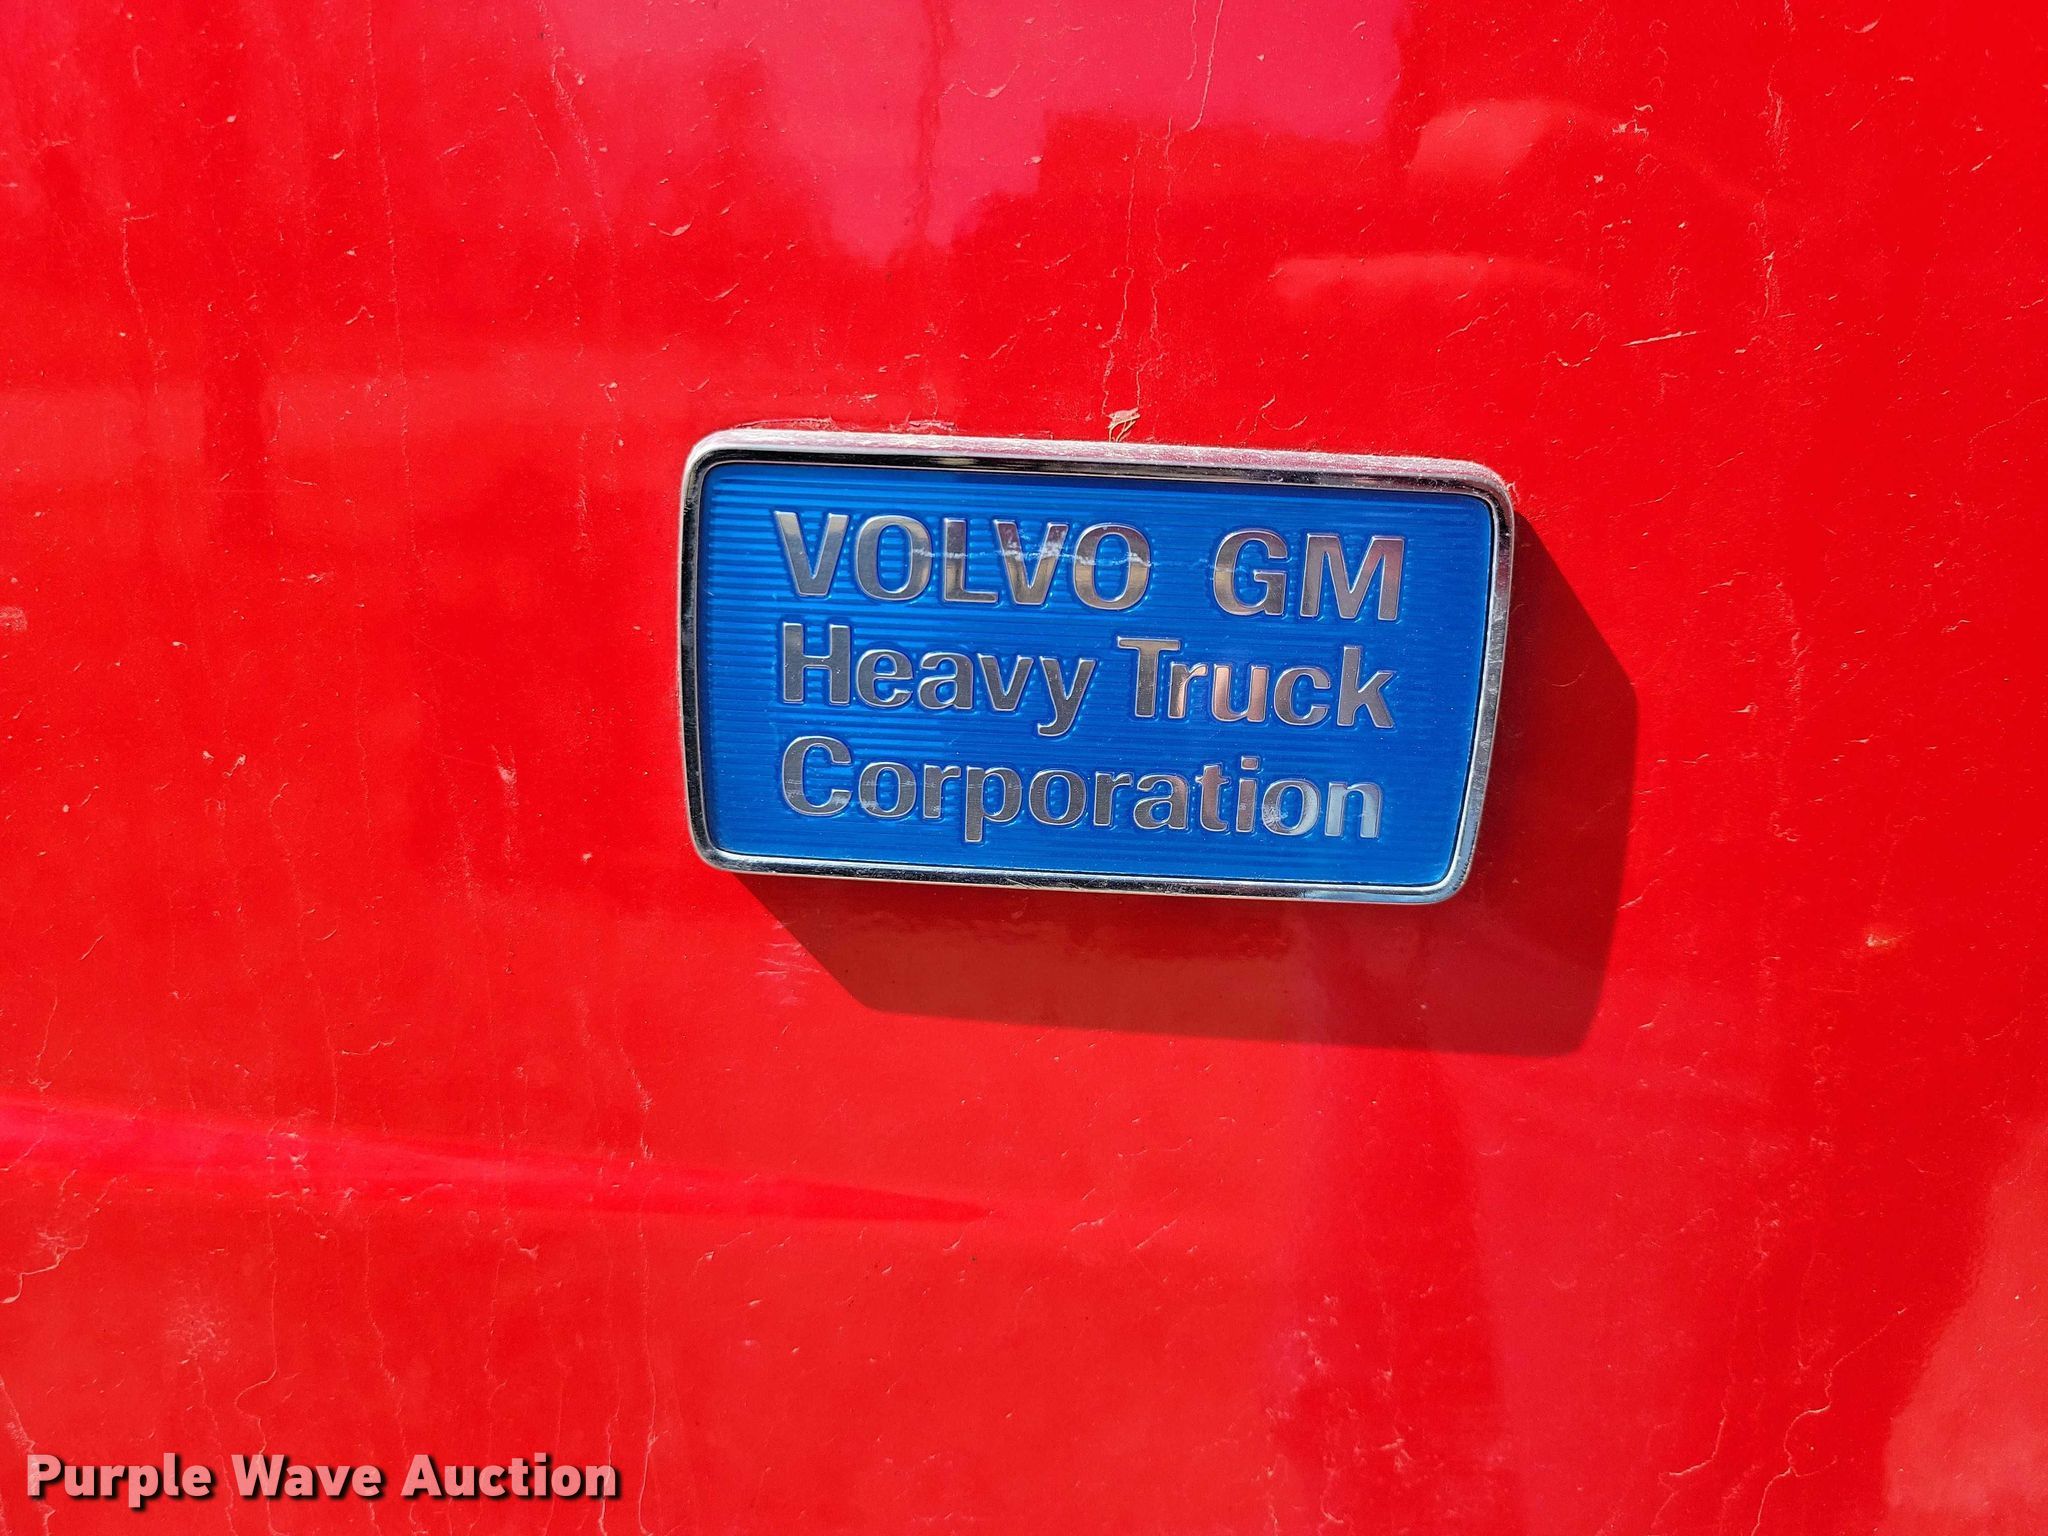 VOLVO GM
Heavy Truck
Corporation
Purple Wave Auction